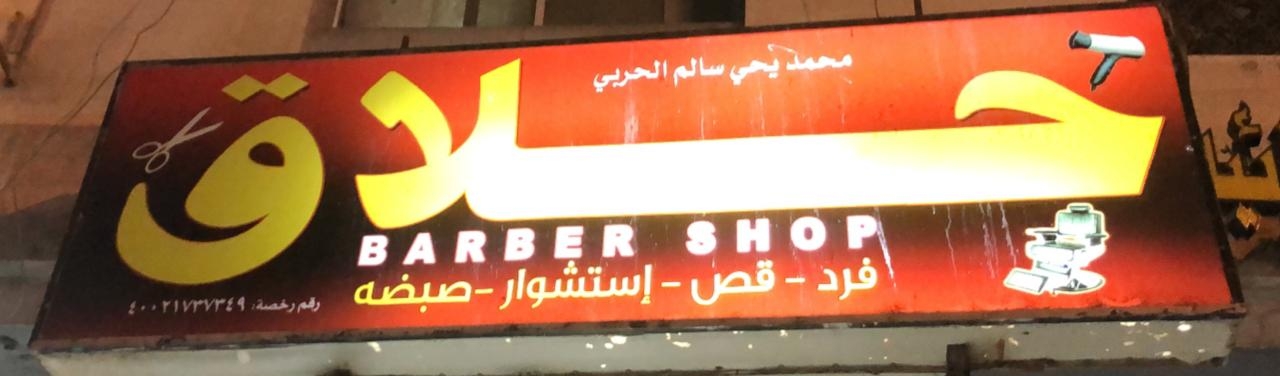 محمد يحي سالم الحربي
حلاق
BARBER SHOP
فرد - قص - إستشوار - صبضه
رقم رخصة: ٤٠٠٢١٧٣٧٣٤٩